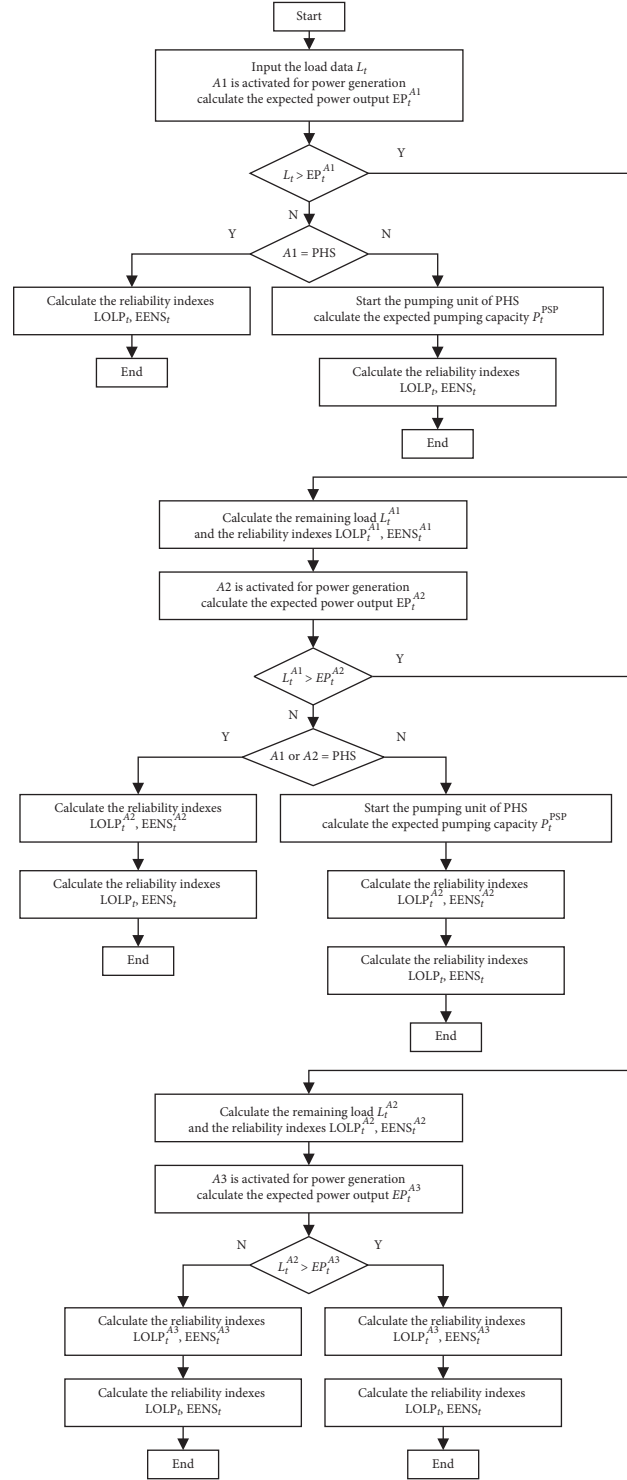 Start
Input the load data L_t
A1 is activated for power generation
calculate the expected power output EP_t^A1
Y
L_t > EP_t^A1
N
Y
N
A1 = PHS
Calculate the reliability indexes
LOLP_t, EENS_t
Start the pumping unit of PHS
calculate the expected pumping capacity P_t^PSP
End
Calculate the reliability indexes
LOLP_t, EENS_t
End
Calculate the remaining load L_t^A1
and the reliability indexes LOLP_t^A1, EENS_t^A1
A2 is activated for power generation
calculate the expected power output EP_t^A2
Y
L_t^A1 > EP_t^A2
N
Y
N
A1 or A2 = PHS
Calculate the reliability indexes
LOLP_t^A2, EENS_t^A2
Start the pumping unit of PHS
calculate the expected pumping capacity P_t^PSP
Calculate the reliability indexes
LOLP_t, EENS_t
Calculate the reliability indexes
LOLP_t^A2, EENS_t^A2
End
Calculate the reliability indexes
LOLP_t, EENS_t
End
Calculate the remaining load L_t^A2
and the reliability indexes LOLP_t^A2, EENS_t^A2
A3 is activated for power generation
calculate the expected power output EP_t^A3
N
Y
L_t^A2 > EP_t^A3
Calculate the reliability indexes
LOLP_t^A3, EENS_t^A3
Calculate the reliability indexes
LOLP_t^A3, EENS_t^A3
Calculate the reliability indexes
LOLP_t, EENS_t
Calculate the reliability indexes
LOLP_t, EENS_t
End
End